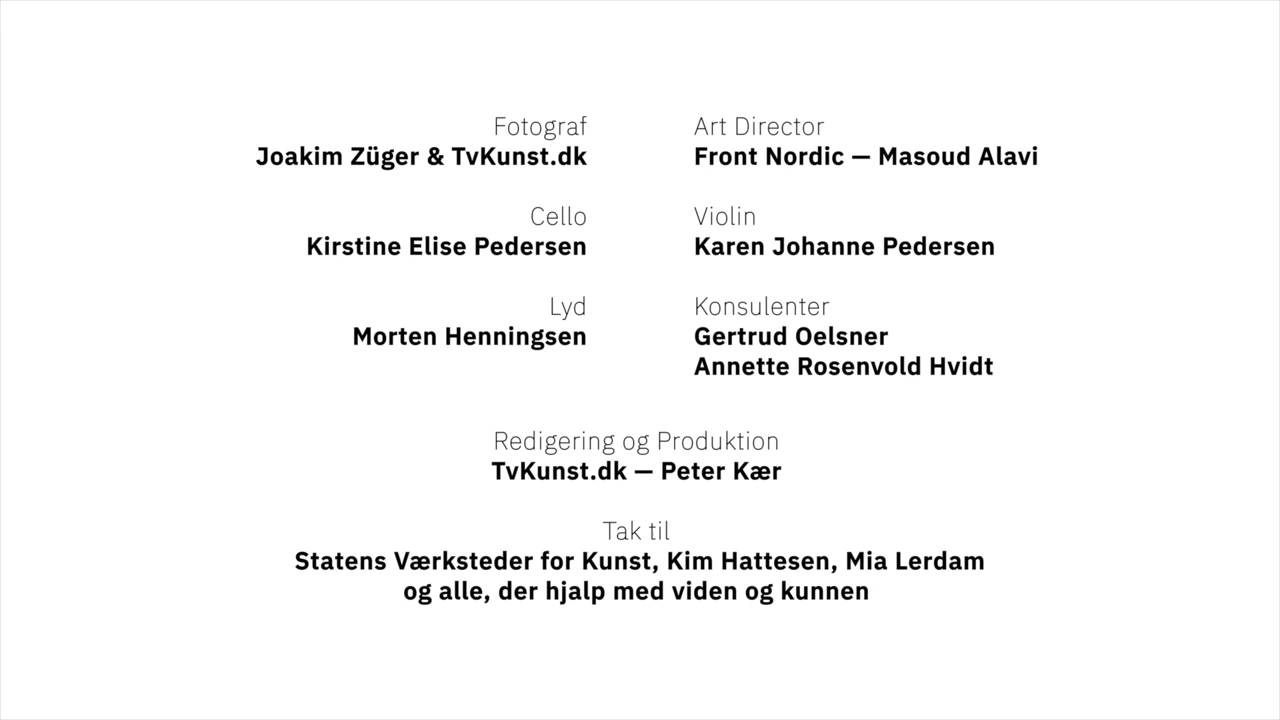 Fotograf
Joakim Züger & TvKunst.dk
Art Director
Front Nordic — Masoud Alavi
Cello
Kirstine Elise Pedersen
Violin
Karen Johanne Pedersen
Lyd
Morten Henningsen
Konsulenter
Gertrud Oelsner
Annette Rosenvold Hvidt
Redigering og Produktion
TvKunst.dk — Peter Kær
Tak til
Statens Værksteder for Kunst, Kim Hattesen, Mia Lerdam
og alle, der hjalp med viden og kunnen